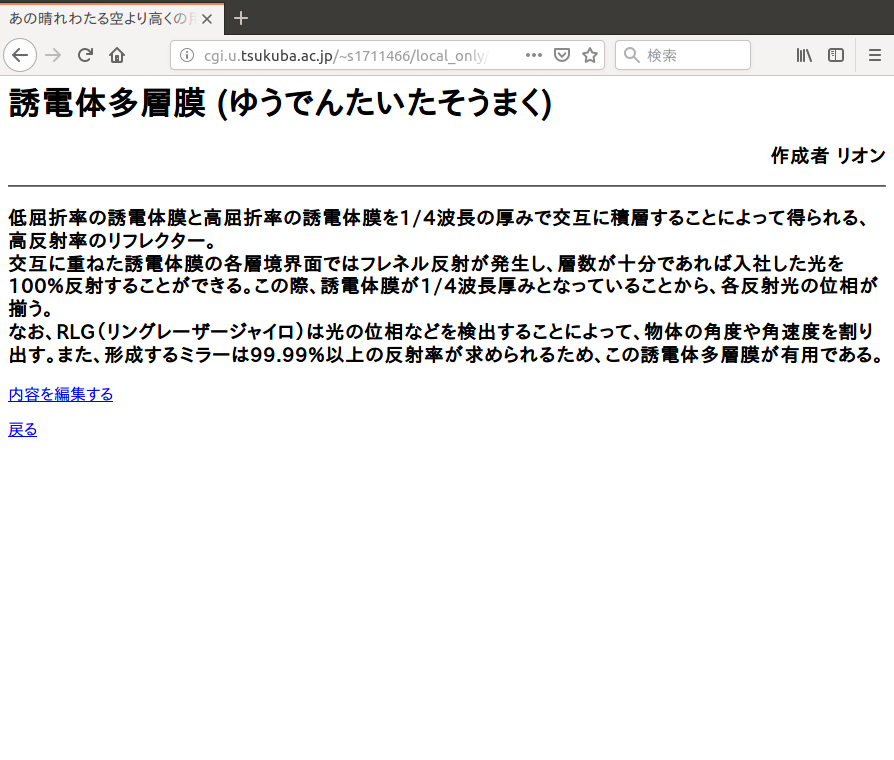 あの晴れわたる空より高くの
cgi.u.tsukuba.ac.jp/~s1711466/local_only/
検索
誘電体多層膜 (ゆうでんたいたそうまく)
作成者 リオン
低屈折率の誘電体膜と高屈折率の誘電体膜を1/4波長の厚みで交互に積層することによって得られる、
高反射率のリフレクター。
交互に重ねた誘電体膜の各層境界面ではフレネル反射が発生し、層数が十分であれば入社した光を
100%反射することができる。この際、誘電体膜が1/4波長厚みとなっていることから、各反射光の位相が
揃う。
なお、RLG(リングレーザージャイロ)は光の位相などを検出することによって、物体の角度や角速度を割り
出す。また、形成するミラーは99.99%以上の反射率が求められるため、この誘電体多層膜が有用である。
内容を編集する
戻る